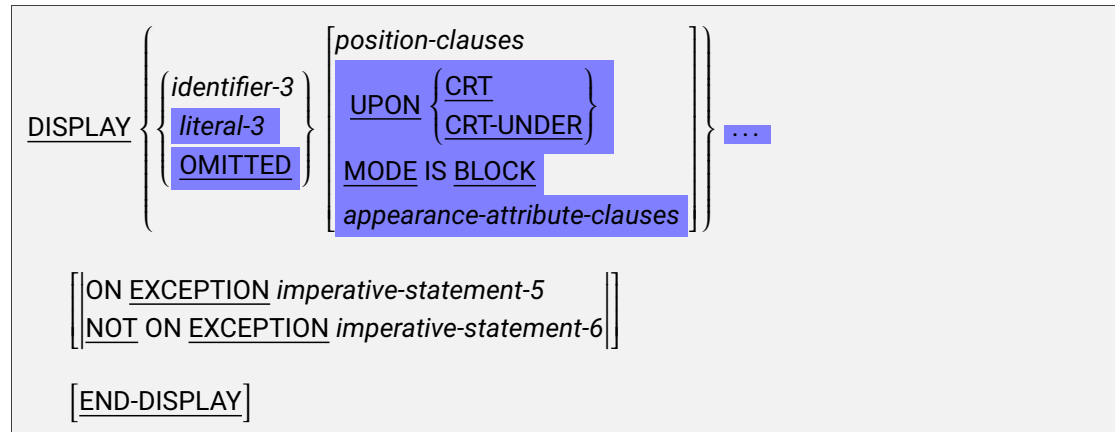 position-clauses
identifier-3
UPON CRT
DISPLAY literal-3 CRT-UNDER ...
OMITTED
MODE IS BLOCK
appearance-attribute-clauses
ON EXCEPTION imperative-statement-5
NOT ON EXCEPTION imperative-statement-6
[END-DISPLAY]